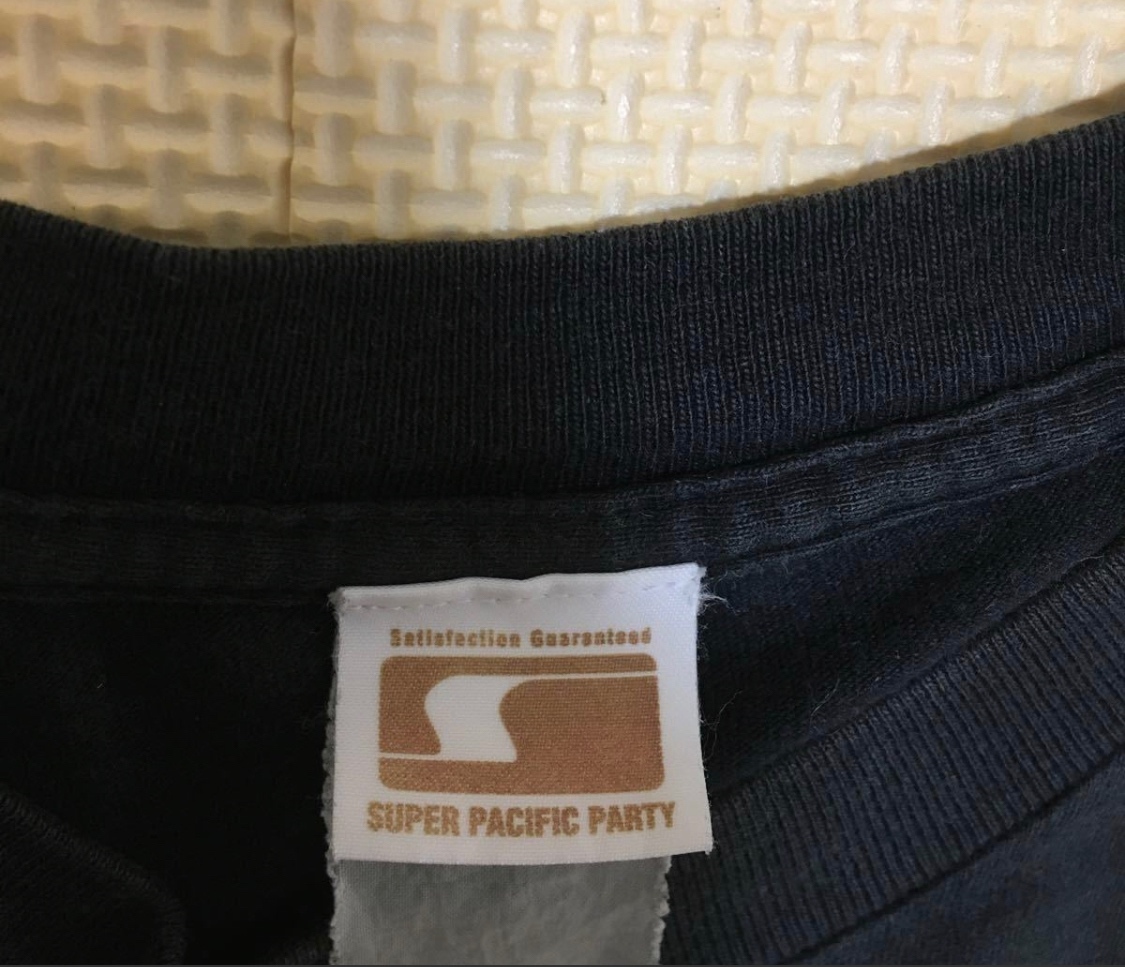 Satisfaction Guaranteed
SUPER PACIFIC PARTY